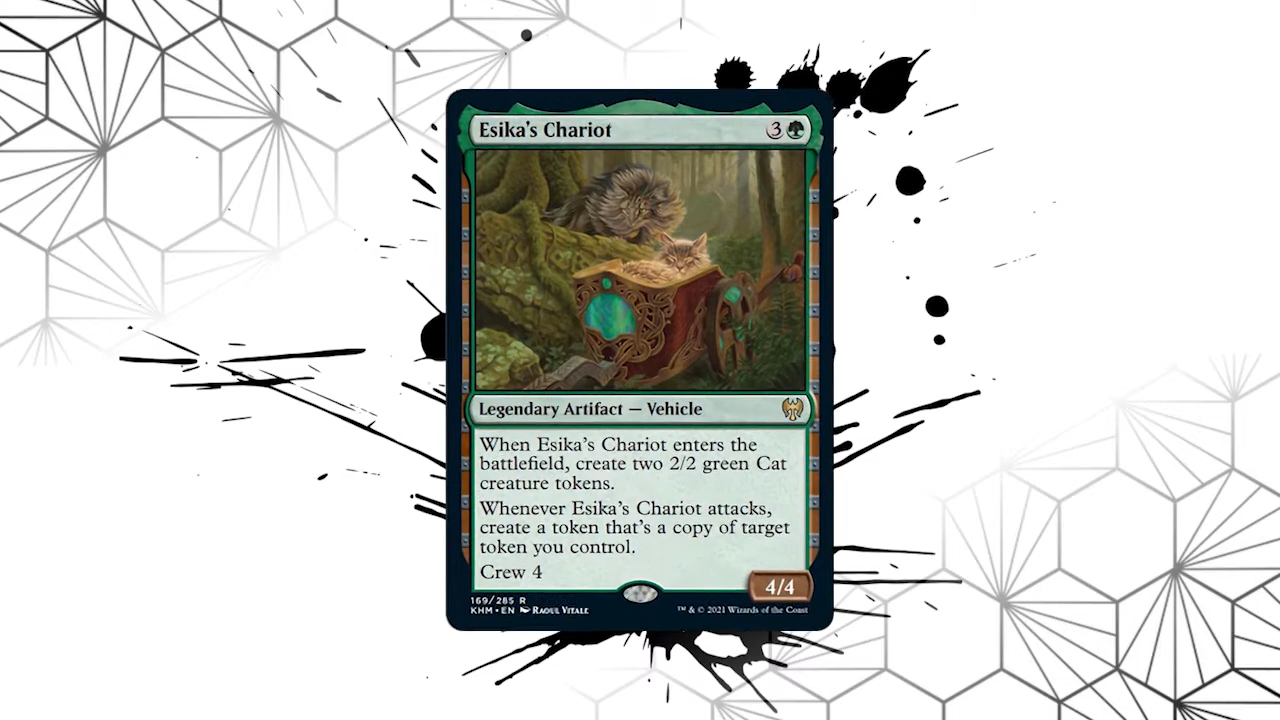 Esika's Chariot 3
Legendary Artifact — Vehicle
When Esika's Chariot enters the
battlefield, create two 2/2 green Cat
creature tokens.
Whenever Esika's Chariot attacks,
create a token that's a copy of target
token you control.
Crew 4
4/4
169/285 R
KHM • EN Raoul Vitale
™ & © 2021 Wizards of the Coast